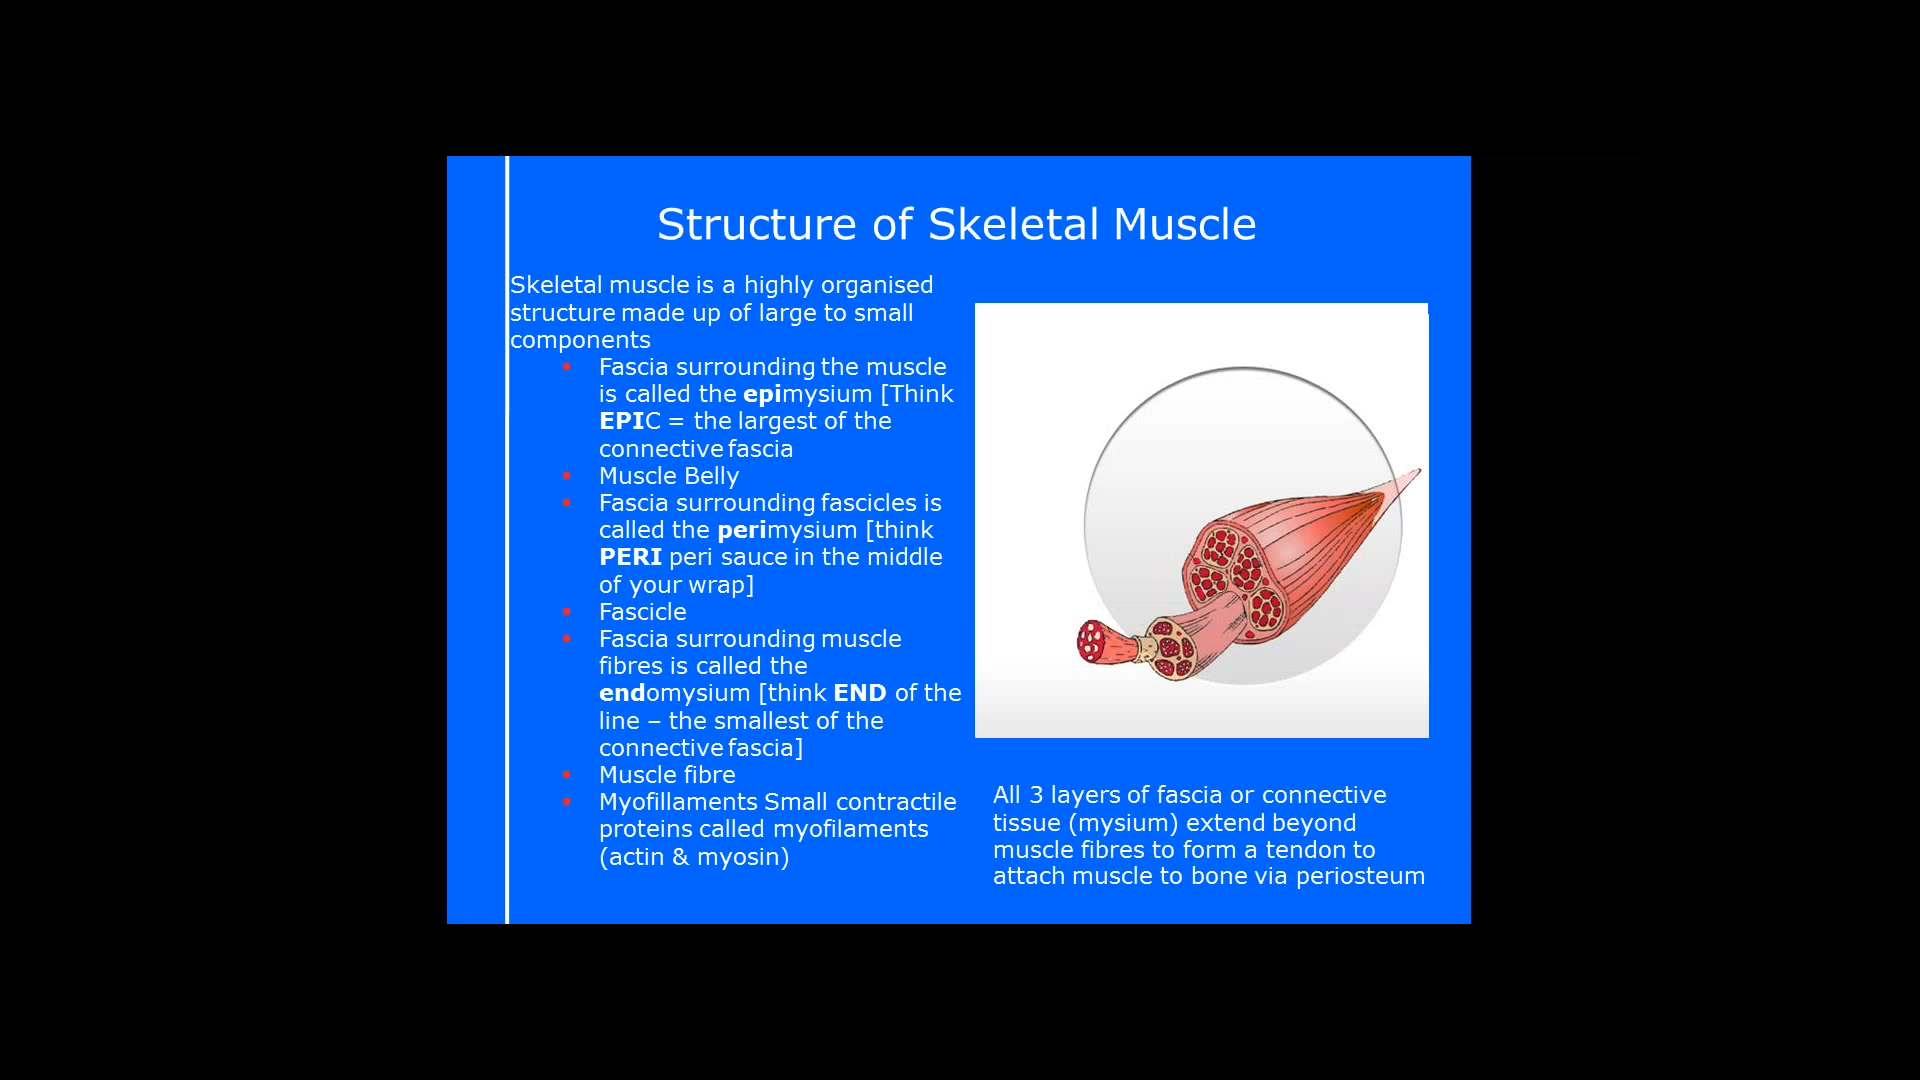 Structure of Skeletal Muscle
Skeletal muscle is a highly organised
structure made up of large to small
components
Fascia surrounding the muscle
is called the epimysium [Think
EPIC = the largest of the
connective fascia
Muscle Belly
Fascia surrounding fascicles is
called the perimysium [think
PERI peri sauce in the middle
of your wrap]
Fascicle
Fascia surrounding muscle
fibres is called the
endomysium [think END of the
line – the smallest of the
connective fascia]
Muscle fibre
Myofillaments Small contractile
proteins called myofilaments
(actin & myosin)
All 3 layers of fascia or connective
tissue (mysium) extend beyond
muscle fibres to form a tendon to
attach muscle to bone via periosteum